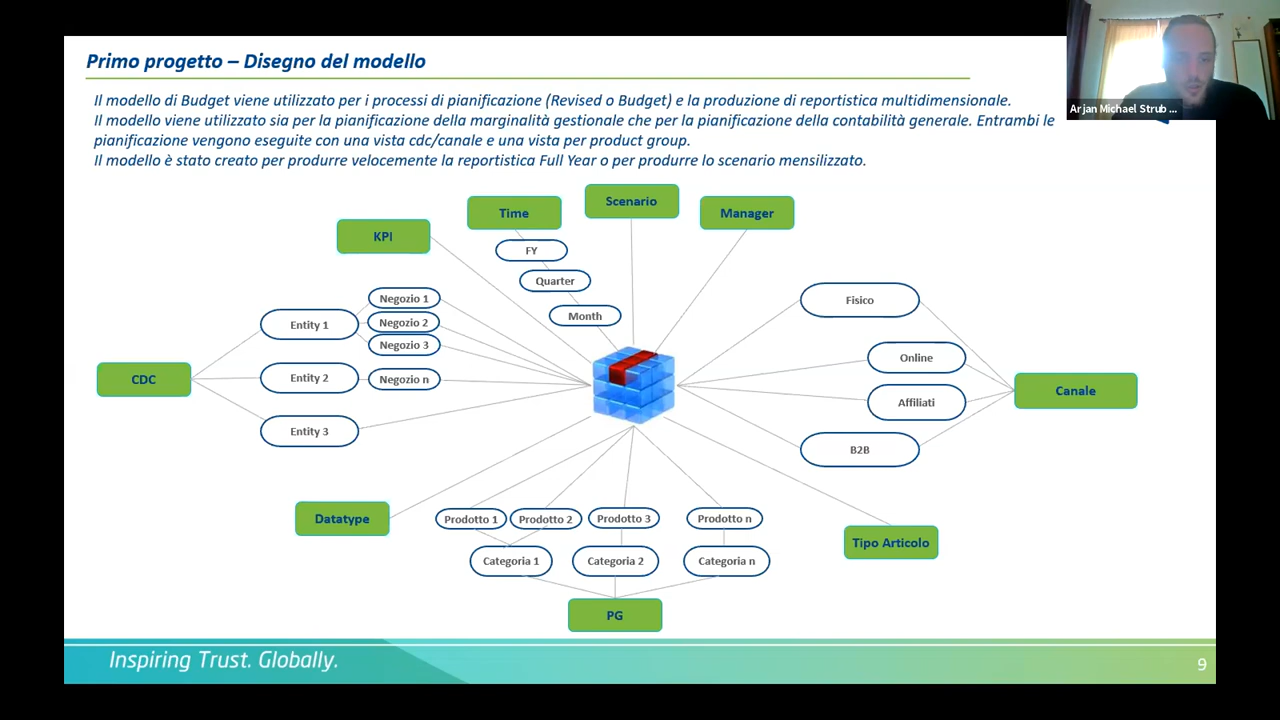 Primo progetto – Disegno del modello
Arjan Michael Strub ...
Il modello di Budget viene utilizzato per i processi di pianificazione (Revised o Budget) e la produzione di reportistica multidimensionale.
Il modello viene utilizzato sia per la pianificazione della marginalità gestionale che per la pianificazione della contabilità generale. Entrambi le
pianificazione vengono eseguite con una vista cdc/canale e una vista per product group.
Il modello è stato creato per produrre velocemente la reportistica Full Year o per produrre lo scenario mensilizzato.
Scenario
Time
Manager
KPI
FY
Quarter
Month
Negozio 1
Negozio 2
Negozio 3
Negozio n
Entity 1
Entity 2
Entity 3
CDC
Fisico
Online
Affiliati
B2B
Canale
Datatype
Prodotto 1
Prodotto 2
Prodotto 3
Prodotto n
Categoria 1
Categoria 2
Categoria n
Tipo Articolo
PG
Inspiring Trust. Globally.
9